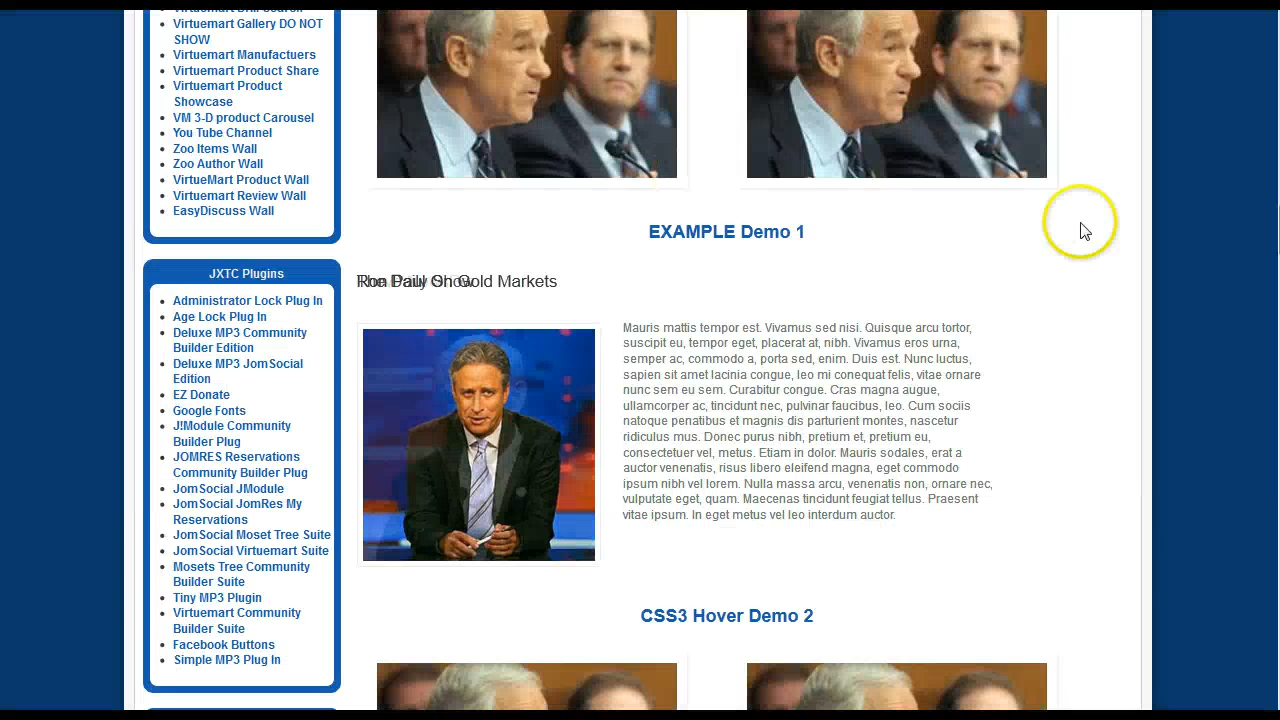 Virtuemart Drill Search
Virtuemart Gallery DO NOT
SHOW
Virtuemart Manufactuers
Virtuemart Product Share
Virtuemart Product
Showcase
VM 3-D product Carousel
You Tube Channel
Zoo Items Wall
Zoo Author Wall
VirtueMart Product Wall
Virtuemart Review Wall
EasyDiscuss Wall
JXTC Plugins
Administrator Lock Plug In
Age Lock Plug In
Deluxe MP3 Community
Builder Edition
Deluxe MP3 JomSocial
Edition
EZ Donate
Google Fonts
J!Module Community
Builder Plug
JOMRES Reservations
Community Builder Plug
JomSocial JModule
JomSocial JomRes My
Reservations
JomSocial Moset Tree Suite
JomSocial Virtuemart Suite
Mosets Tree Community
Builder Suite
Tiny MP3 Plugin
Virtuemart Community
Builder Suite
Facebook Buttons
Simple MP3 Plug In
EXAMPLE Demo 1
The Daily Show
Ron Paul On Gold Markets
Mauris mattis tempor est. Vivamus sed nisi. Quisque arcu tortor,
suscipit eu, tempor eget, placerat at, nibh. Vivamus eros urna,
semper ac, commodo a, porta sed, enim. Duis est. Nunc luctus,
sapien sit amet lacinia congue, leo mi conequat felis, vitae ornare
nunc sem eu sem. Curabitur congue. Cras magna augue,
ullamcorper ac, tincidunt nec, pulvinar faucibus, leo. Cum sociis
natoque penatibus et magnis dis parturient montes, nascetur
ridiculus mus. Donec purus nibh, pretium et, pretium eu,
consectetuer vel, metus. Etiam in dolor. Mauris sodales, erat a
auctor venenatis, risus libero eleifend magna, eget commodo
ipsum nibh vel lorem. Nulla massa arcu, venenatis non, ornare nec,
vulputate eget, quam. Maecenas tincidunt feugiat tellus. Praesent
vitae ipsum. In eget metus vel leo interdum auctor.
CSS3 Hover Demo 2